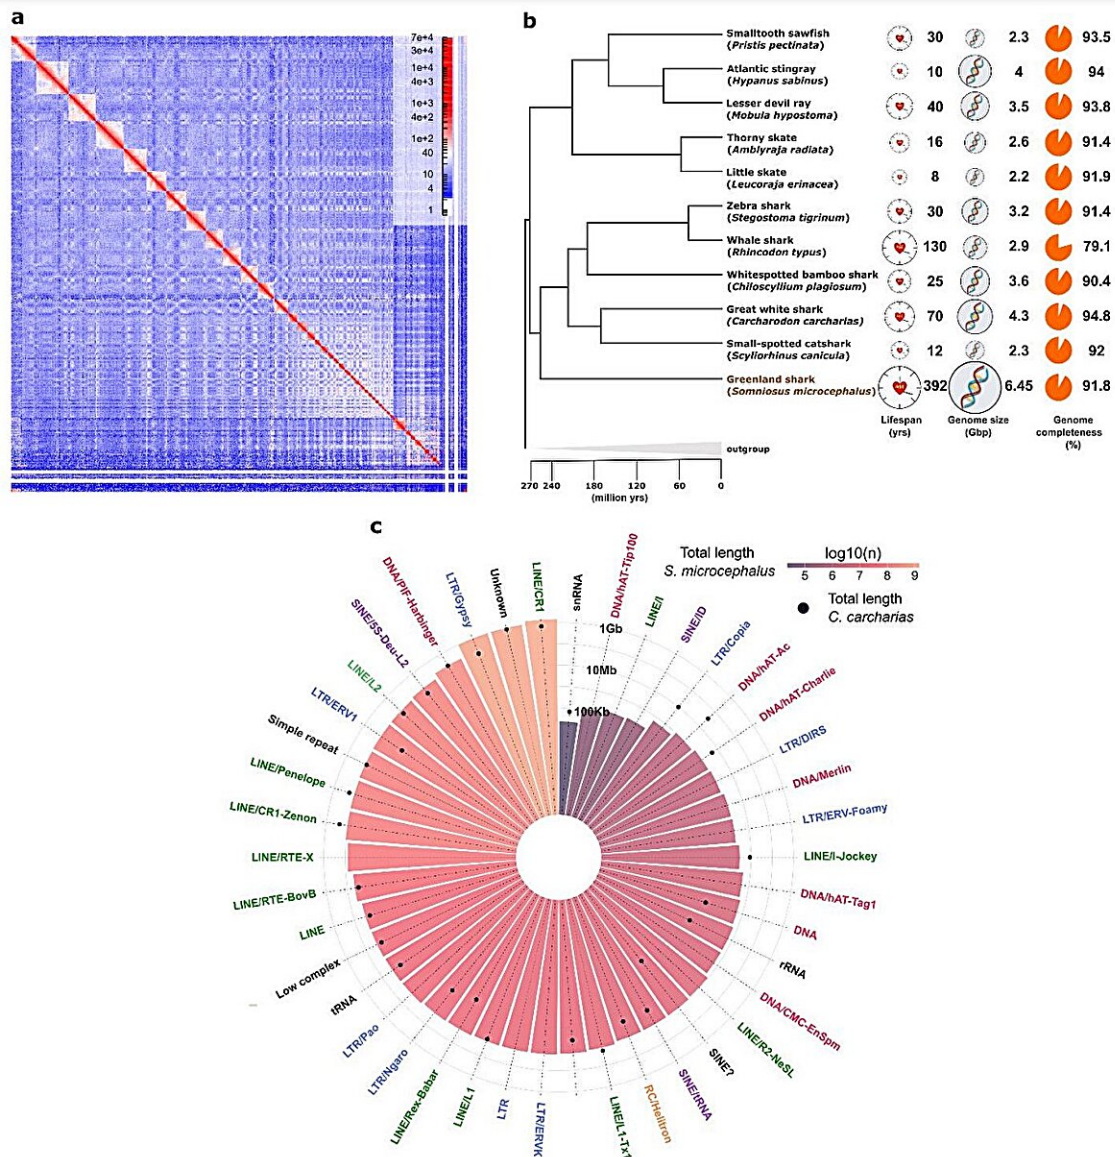 a
7e+4
3e+4
1e+4
4e+3
1e+3
4e+2
1e+2
40
10
4
1
b
Smalltooth sawfish
(Pristis pectinata)
30 2.3 93.5
Atlantic stingray
(Hypanus sabinus)
10 4 94
Lesser devil ray
(Mobula hypostoma)
40 3.5 93.8
Thorny skate
(Amblyraja radiata)
16 2.6 91.4
Little skate
(Leucoraja erinacea)
8 2.2 91.9
Zebra shark
(Stegostoma tigrinum)
30 3.2 91.4
Whale shark
(Rhincodon typus)
130 2.9 79.1
Whitespotted bamboo shark
(Chiloscyllium plagiosum)
25 3.6 90.4
Great white shark
(Carcharodon carcharias)
70 4.3 94.8
Small-spotted catshark
(Scyliorhinus canicula)
12 2.3 92
Greenland shark
(Somniosus microcephalus)
392 6.45 91.8
Lifespan
(yrs)
Genome size
(Gbp)
Genome
completeness
(%)
outgroup
270 240 180 120 60 0
(million yrs)
c
Total length
S. microcephalus
log10(n)
5 6 7 8 9
Total length
C. carcharias
1Gb
10Mb
100Kb
snRNA
DNA/hAT-Tip100
LINE/I
SINE/ID
LTR/Copia
DNA/hAT-Ac
DNA/hAT-Charlie
LTR/DIRS
DNA/Merlin
LTR/ERV-Foamy
LINE/I-Jockey
DNA/hAT-Tag1
DNA
rRNA
DNA/CMC-EnSpm
LINE/R2-NeSL
SINE?
SINE/tRNA
RC/Helitron
LINE/L1-Tx1
LTR/ERVK
LTR
LINE/L1
LINE/Rex-Babar
LTR/Ngaro
LTR/Pao
tRNA
Low complex
LINE
LINE/RTE-BovB
LINE/RTE-X
LINE/CR1-Zenon
LINE/Penelope
Simple repeat
LTR/ERV1
LINE/L2
SINE/5S-Deu-L2
DNA/PIF-Harbinger
LTR/Gypsy
Unknown
LINE/CR1